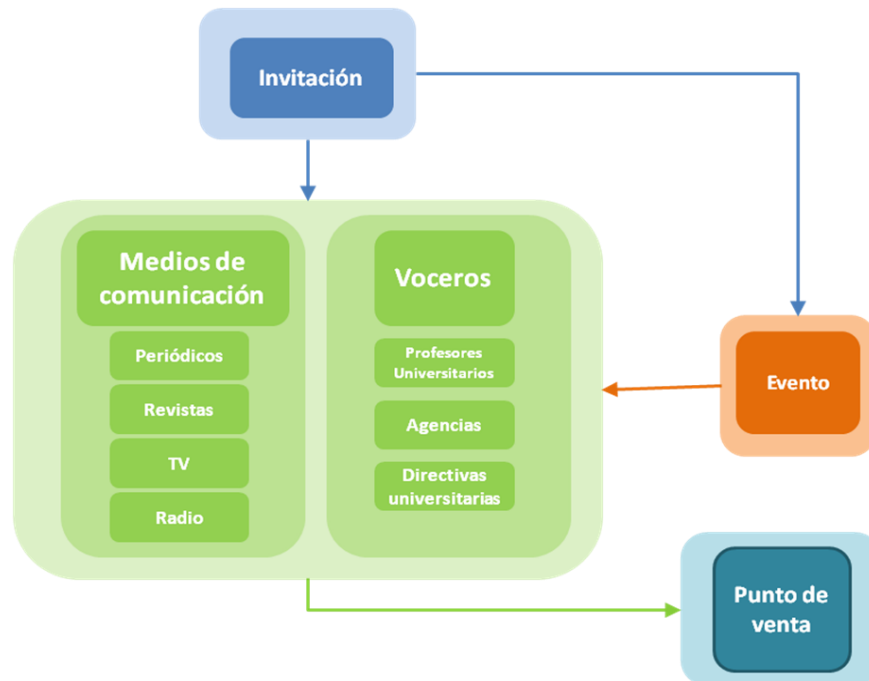 Invitación
Medios de
comunicación
Periódicos
Revistas
TV
Radio
Voceros
Profesores
Universitarios
Agencias
Directivas
universitarias
Evento
Punto de
venta